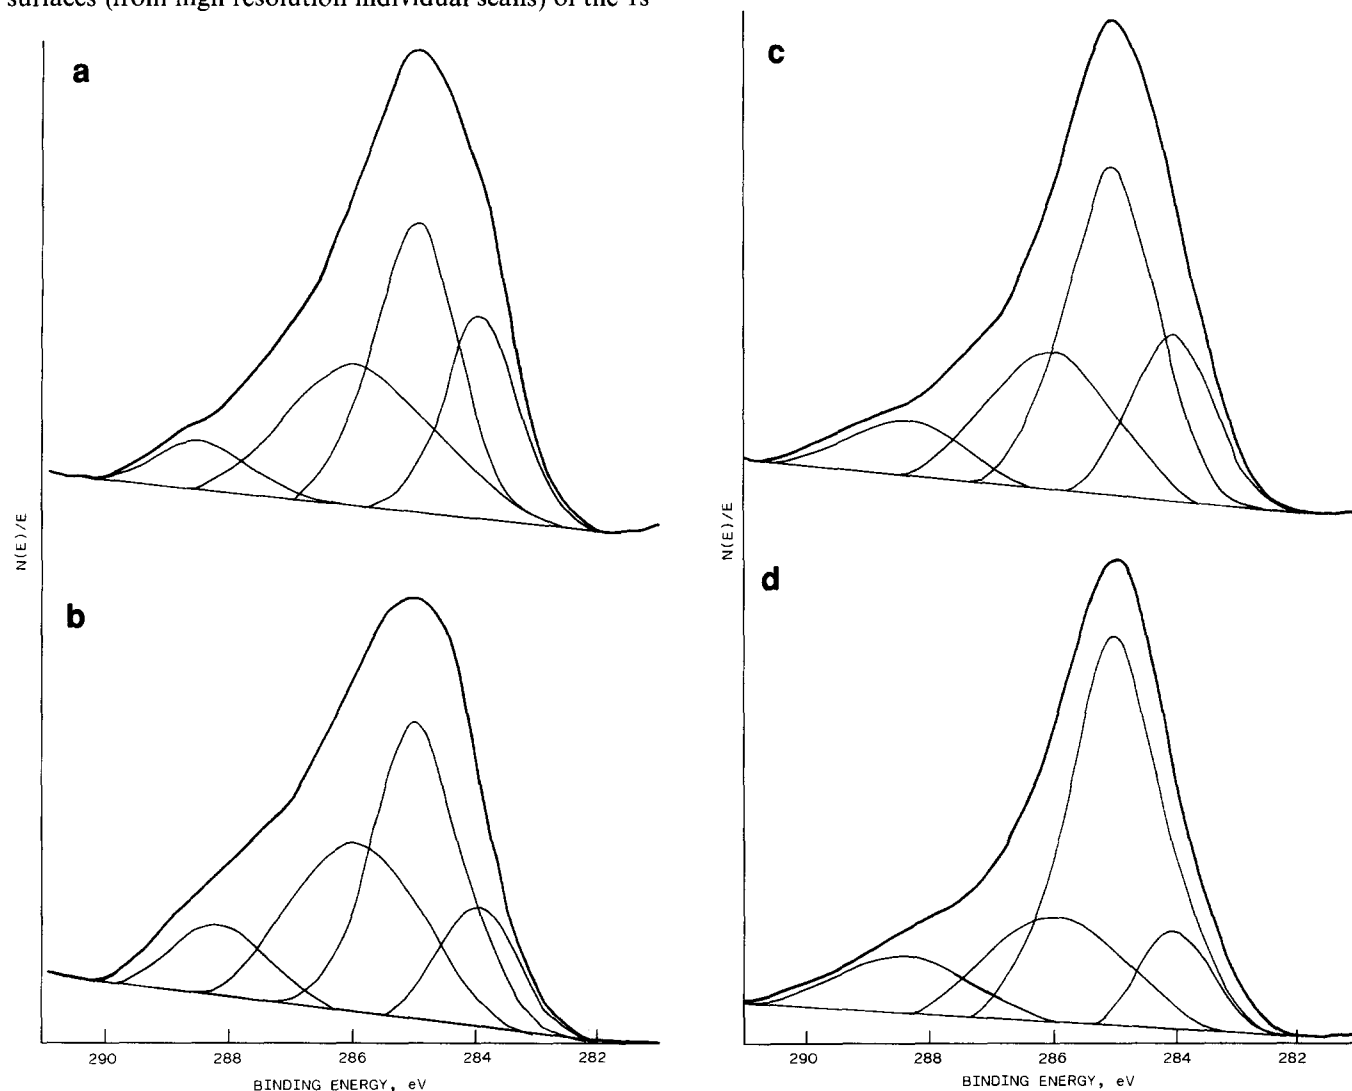 surfaces (from high resolution individual scans) of the 1s
a
c
N(E)/E
N(E)/E
b
d
290 288 286 284 282
BINDING ENERGY, eV
290 288 286 284 282
BINDING ENERGY, eV